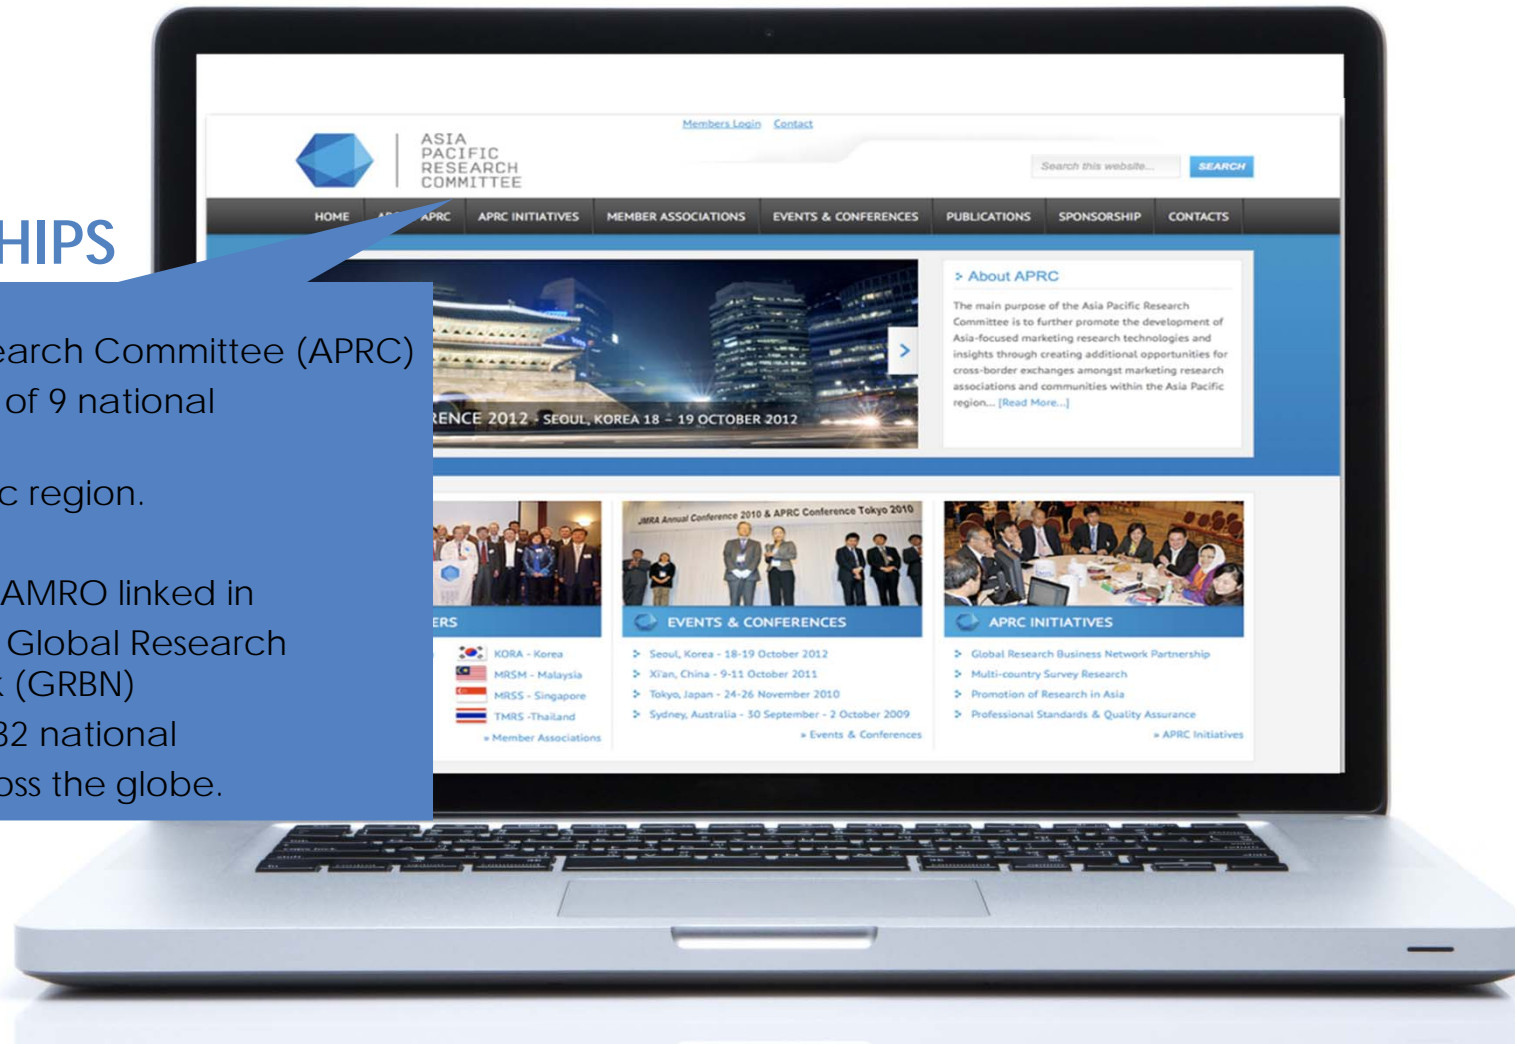 Members Login Contact
ASIA
PACIFIC
RESEARCH
COMMITTEE
Search this website...
SEARCH
HOME
APRC
APRC INITIATIVES
MEMBER ASSOCIATIONS
EVENTS & CONFERENCES
PUBLICATIONS
SPONSORSHIP
CONTACTS
HIPS
earch Committee (APRC)
of 9 national
c region.
AMRO linked in
Global Research
k (GRBN)
32 national
oss the globe.
RENCE 2012 - SEOUL, KOREA 18 – 19 OCTOBER 2012
> About APRC
The main purpose of the Asia Pacific Research
Committee is to further promote the development of
Asia-focused marketing research technologies and
insights through creating additional opportunities for
cross-border exchanges amongst marketing research
associations and communities within the Asia Pacific
region... [Read More...]
ERS
KORA - Korea
MRSM - Malaysia
MRSS - Singapore
TMRS -Thailand
» Member Associations
JMRA Annual Conference 2010 & APRC Conference Tokyo 2010
EVENTS & CONFERENCES
Seoul, Korea - 18-19 October 2012
Xi'an, China - 9-11 October 2011
Tokyo, Japan - 24-26 November 2010
Sydney, Australia - 30 September - 2 October 2009
» Events & Conferences
APRC INITIATIVES
Global Research Business Network Partnership
Multi-country Survey Research
Promotion of Research in Asia
Professional Standards & Quality Assurance
» APRC Initiatives